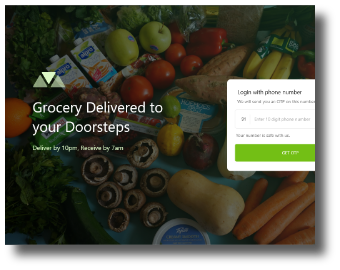 Grocery Delivered to
your Doorsteps
Deliver by 10pm, Receive by 7am
Login with phone number
We will send you an OTP on this number
91
Enter 10 digit phone number
Your number is safe with us.
GET OTP